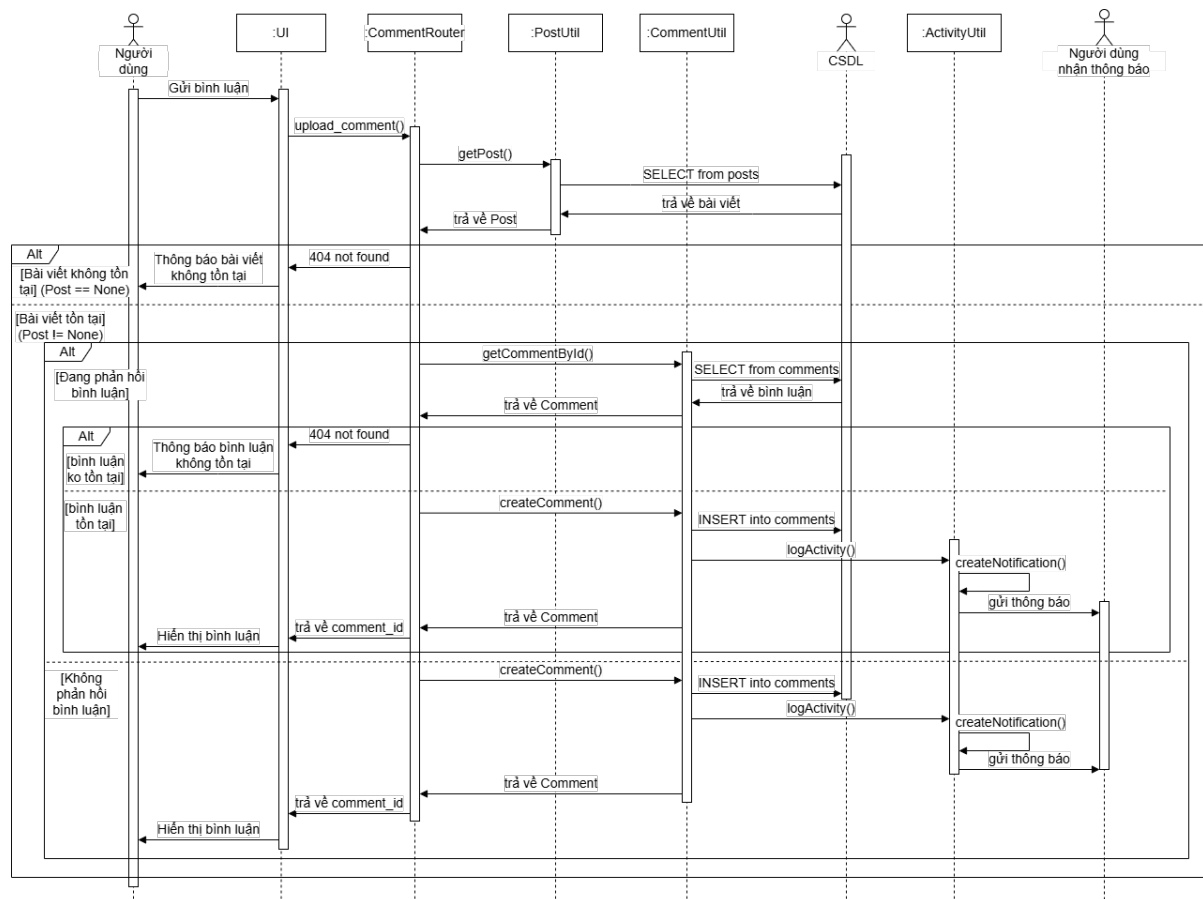 Người
dùng
:UI
:CommentRouter
:PostUtil
:CommentUtil
CSDL
:ActivityUtil
Người dùng
nhận thông báo
Gửi bình luận
upload_comment()
getPost()
SELECT from posts
trả về bài viết
trả về Post
Alt
[Bài viết không tồn
tại] (Post == None)
404 not found
Thông báo bài viết
không tồn tại
[Bài viết tồn tại]
(Post != None)
Alt
[Đang phản hồi
bình luận]
getCommentById()
SELECT from comments
trả về bình luận
trả về Comment
Alt
[bình luận
ko tồn tại]
404 not found
Thông báo bình luận
không tồn tại
[bình luận
tồn tại]
createComment()
INSERT into comments
logActivity()
createNotification()
gửi thông báo
trả về Comment
trả về comment_id
Hiển thị bình luận
[Không
phản hồi
bình luận]
createComment()
INSERT into comments
logActivity()
createNotification()
gửi thông báo
trả về Comment
trả về comment_id
Hiển thị bình luận